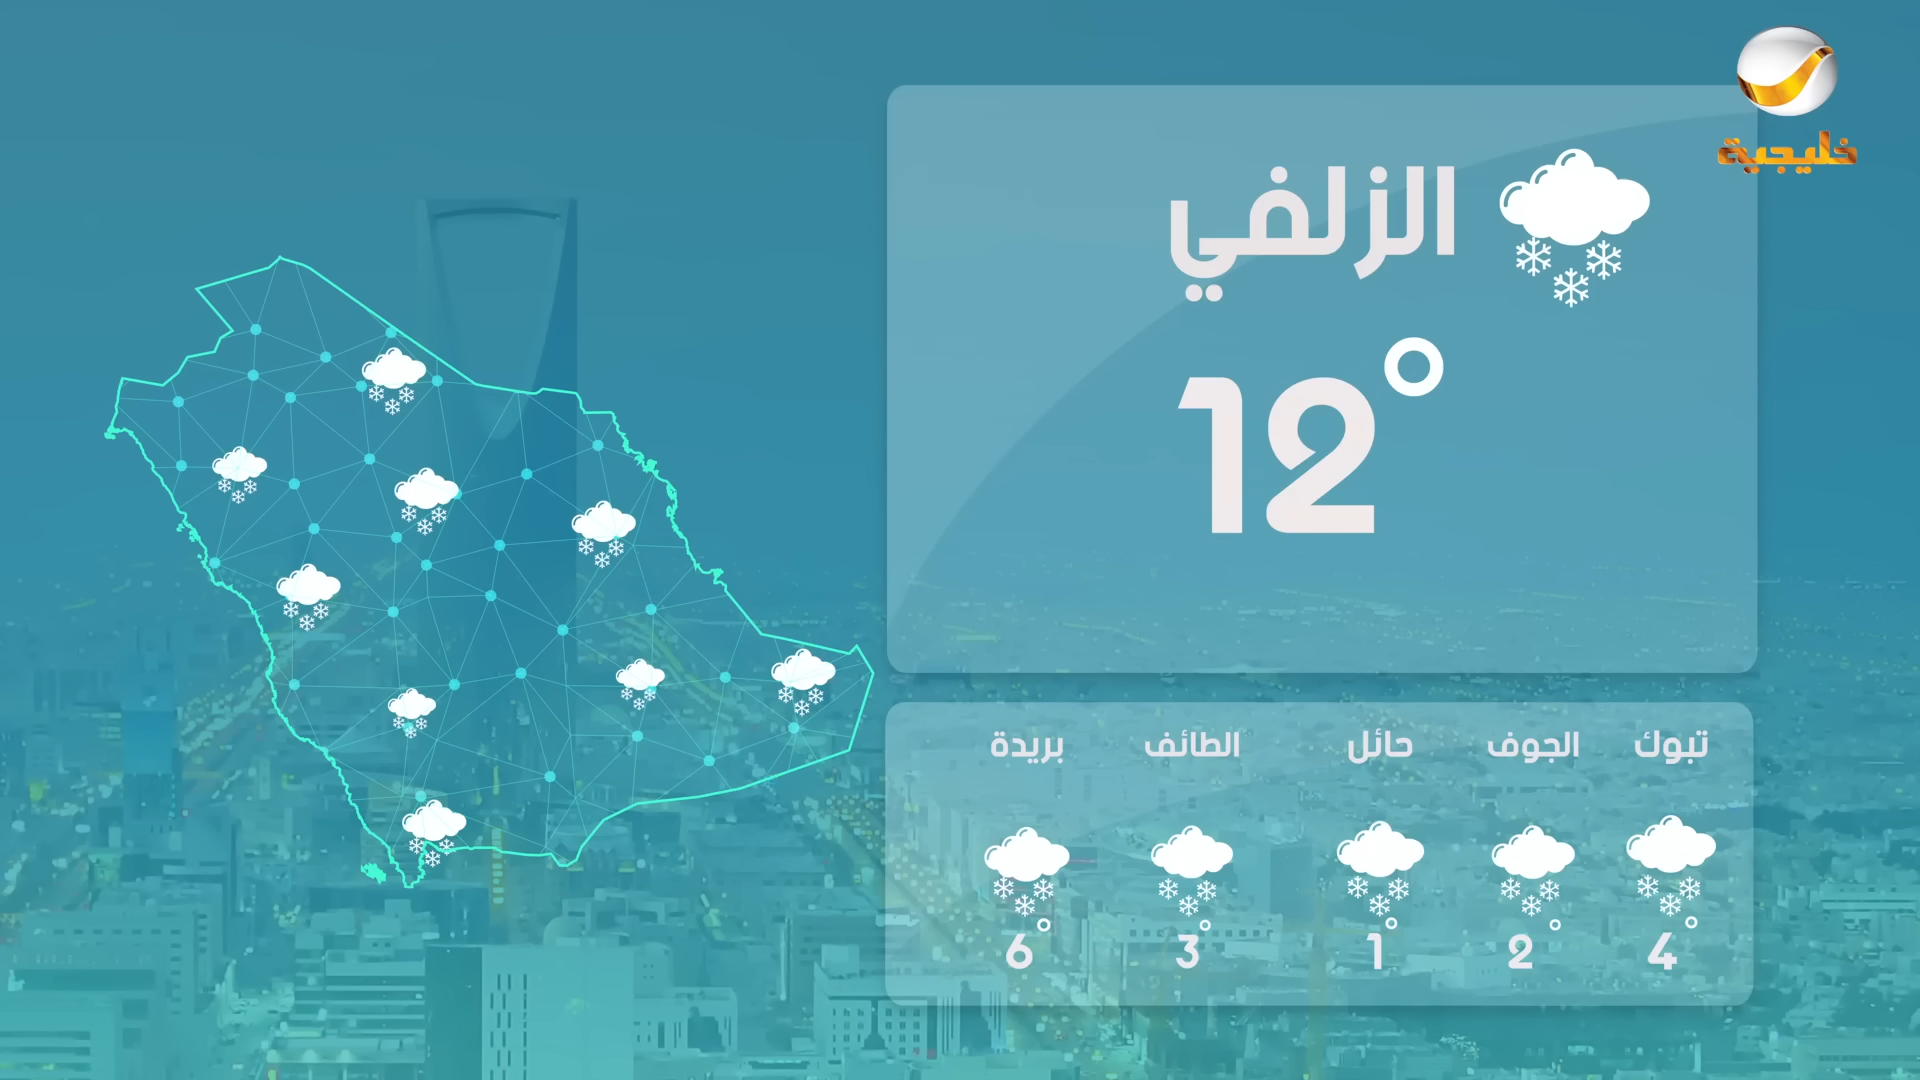 خليجية
الزلفي
12°
تبوك الجوف حائل الطائف بريدة
4° 2° 1° 3° 6°